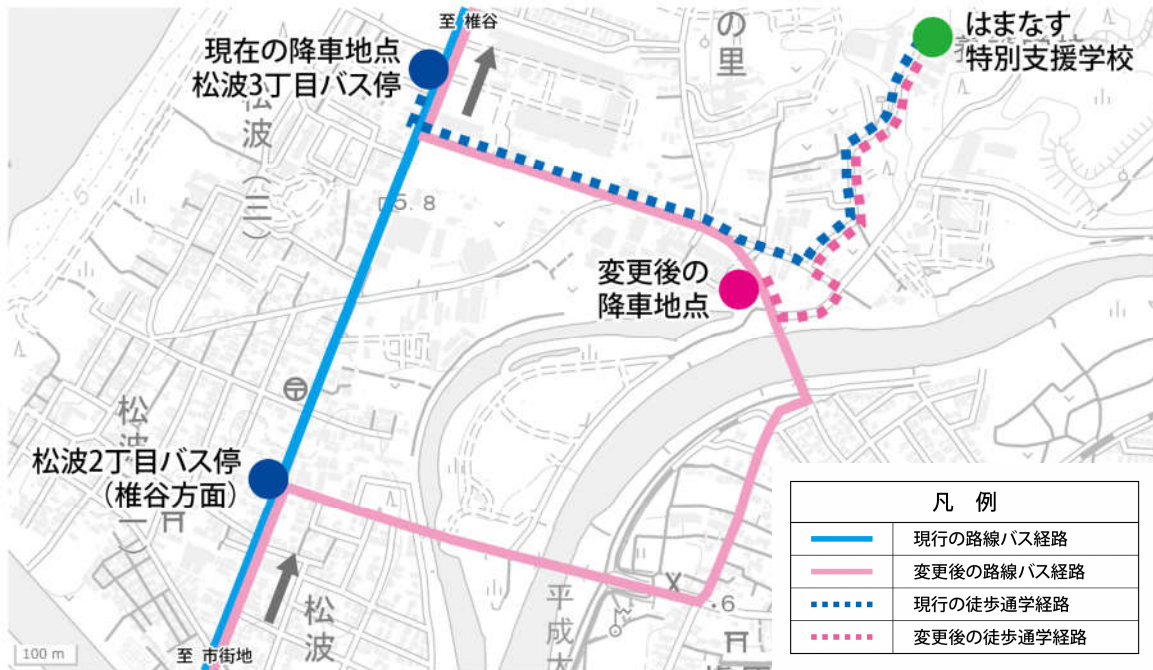 至 椎谷
現在の降車地点
松波3丁目バス停
はまなす
特別支援学校
の里
松波(三)
5.8
変更後の
降車地点
松波2丁目バス停
(椎谷方面)
松波
松波
平成大
.6
至 市街地
100 m
凡 例
現行の路線バス経路
変更後の路線バス経路
現行の徒歩通学経路
変更後の徒歩通学経路